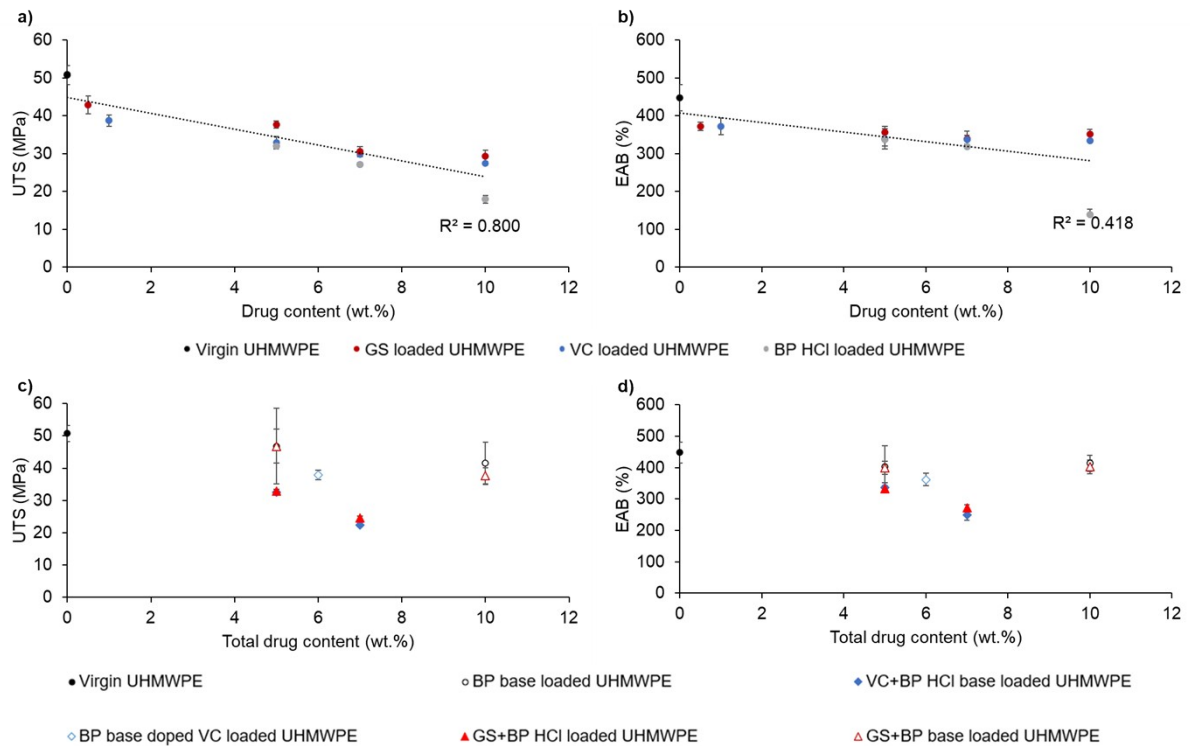 a)
60
50
40
30
20
10
0
UTS (MPa)
R² = 0.800
0 2 4 6 8 10 12
Drug content (wt.%)
b)
600
500
400
300
200
100
0
EAB (%)
R² = 0.418
0 2 4 6 8 10 12
Drug content (wt.%)
Virgin UHMWPE GS loaded UHMWPE VC loaded UHMWPE BP HCl loaded UHMWPE
c)
60
50
40
30
20
10
0
UTS (MPa)
0 2 4 6 8 10 12
Total drug content (wt.%)
d)
600
500
400
300
200
100
0
EAB (%)
0 2 4 6 8 10 12
Total drug content (wt.%)
Virgin UHMWPE BP base loaded UHMWPE VC+BP HCl base loaded UHMWPE
BP base doped VC loaded UHMWPE GS+BP HCl loaded UHMWPE GS+BP base loaded UHMWPE